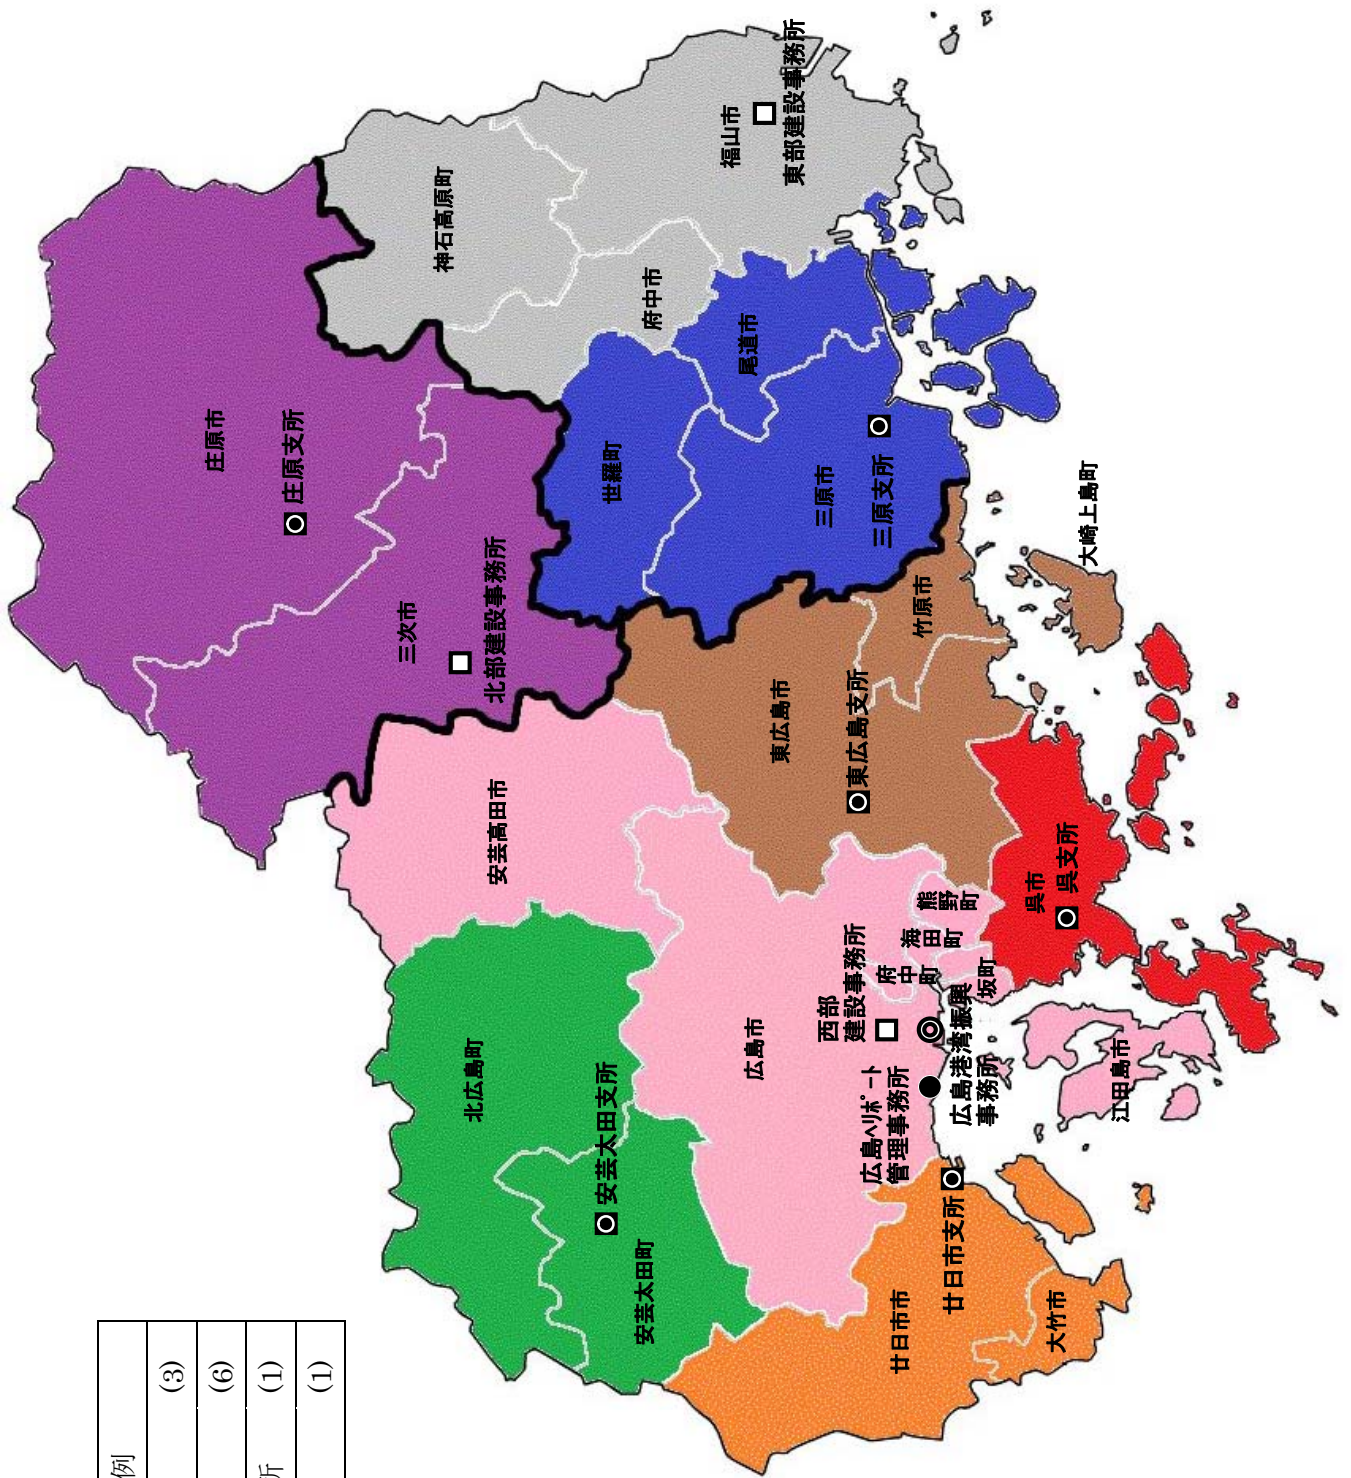 例
(3)
(6)
所 (1)
(1)
庄原市
庄原支所
三次市
北部建設事務所
神石高原町
福山市
東部建設事務所
府中市
尾道市
世羅町
三原市
三原支所
竹原市
大崎上島町
東広島市
東広島支所
安芸高田市
北広島町
安芸太田支所
安芸太田町
広島市
西部
建設事務所
府中
町
海田
町
熊野
町
坂町
呉市
呉支所
江田島市
広島港湾振興
事務所
広島ヘリポート
管理事務所
廿日市市
廿日市支所
大竹市